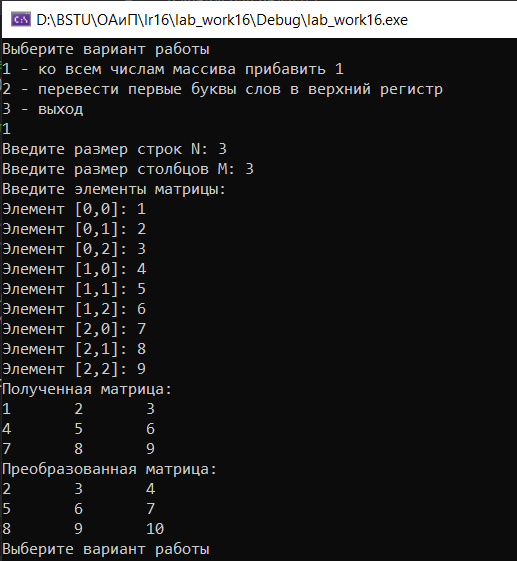 D:\BSTU\ОАиП\lr16\lab_work16\Debug\lab_work16.exe
Выберите вариант работы
1 - ко всем числам массива прибавить 1
2 - перевести первые буквы слов в верхний регистр
3 - выход
1
Введите размер строк N: 3
Введите размер столбцов M: 3
Введите элементы матрицы:
Элемент [0,0]: 1
Элемент [0,1]: 2
Элемент [0,2]: 3
Элемент [1,0]: 4
Элемент [1,1]: 5
Элемент [1,2]: 6
Элемент [2,0]: 7
Элемент [2,1]: 8
Элемент [2,2]: 9
Полученная матрица:
1 2 3
4 5 6
7 8 9
Преобразованная матрица:
2 3 4
5 6 7
8 9 10
Выберите вариант работы